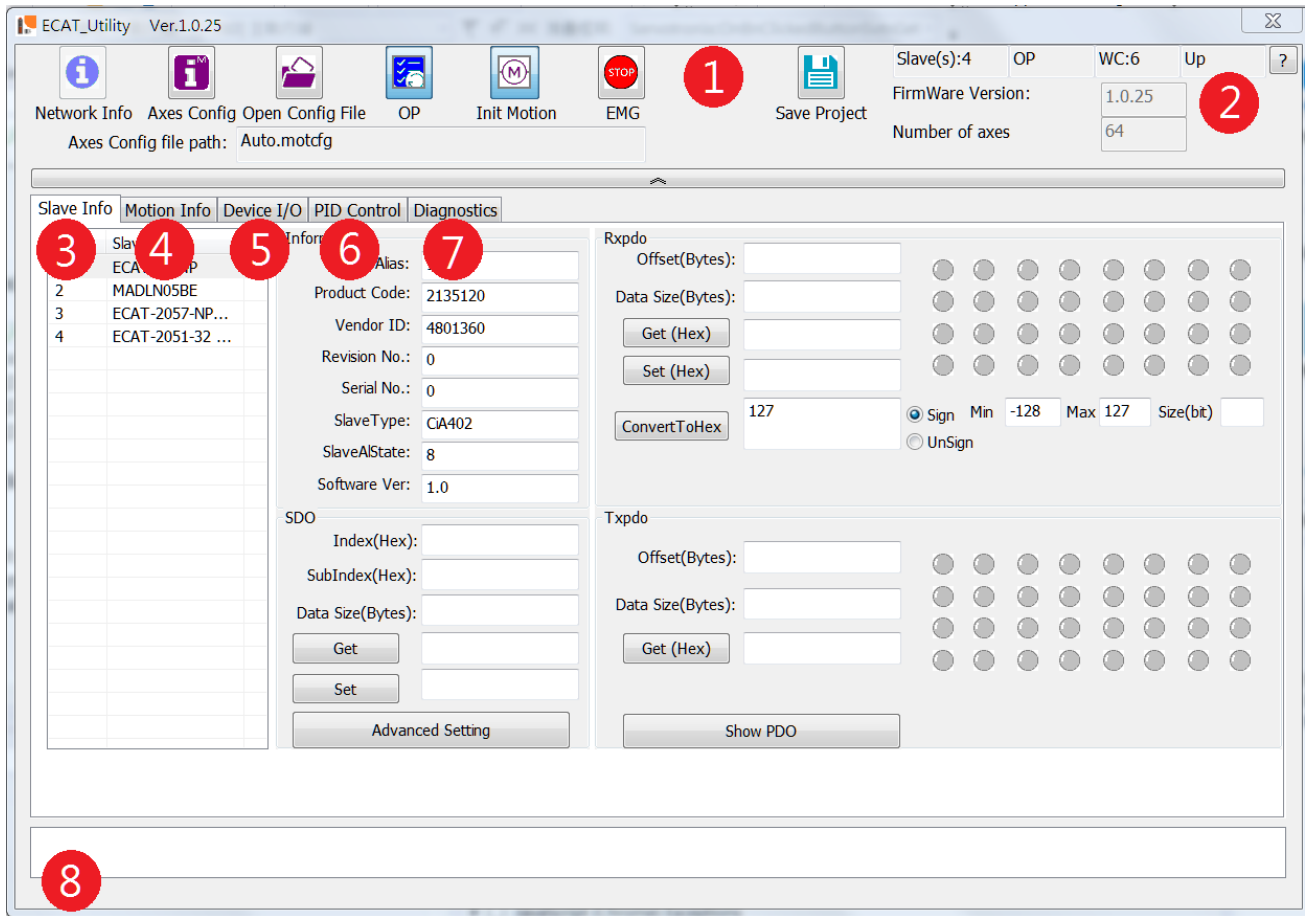 ECAT_Utility Ver.1.0.25
Network Info Axes Config Open Config File OP Init Motion EMG Save Project
STOP
M
1
Slave(s):4 OP WC:6 Up ?
FirmWare Version: 1.0.25
2
Number of axes 64
Axes Config file path: Auto.motcfg
Slave Info Motion Info Device I/O PID Control Diagnostics
3 4 5 6 7
2 MADLN05BE
3 ECAT-2057-NP...
4 ECAT-2051-32 ...
Alias:
Product Code: 2135120
Vendor ID: 4801360
Revision No.: 0
Serial No.: 0
SlaveType: CiA402
SlaveAlState: 8
Software Ver: 1.0
SDO
Index(Hex):
SubIndex(Hex):
Data Size(Bytes):
Get
Set
Advanced Setting
Rxpdo
Offset(Bytes):
Data Size(Bytes):
Get (Hex)
Set (Hex)
ConvertToHex 127 Sign Min -128 Max 127 Size(bit)
UnSign
Txpdo
Offset(Bytes):
Data Size(Bytes):
Get (Hex)
Show PDO
8